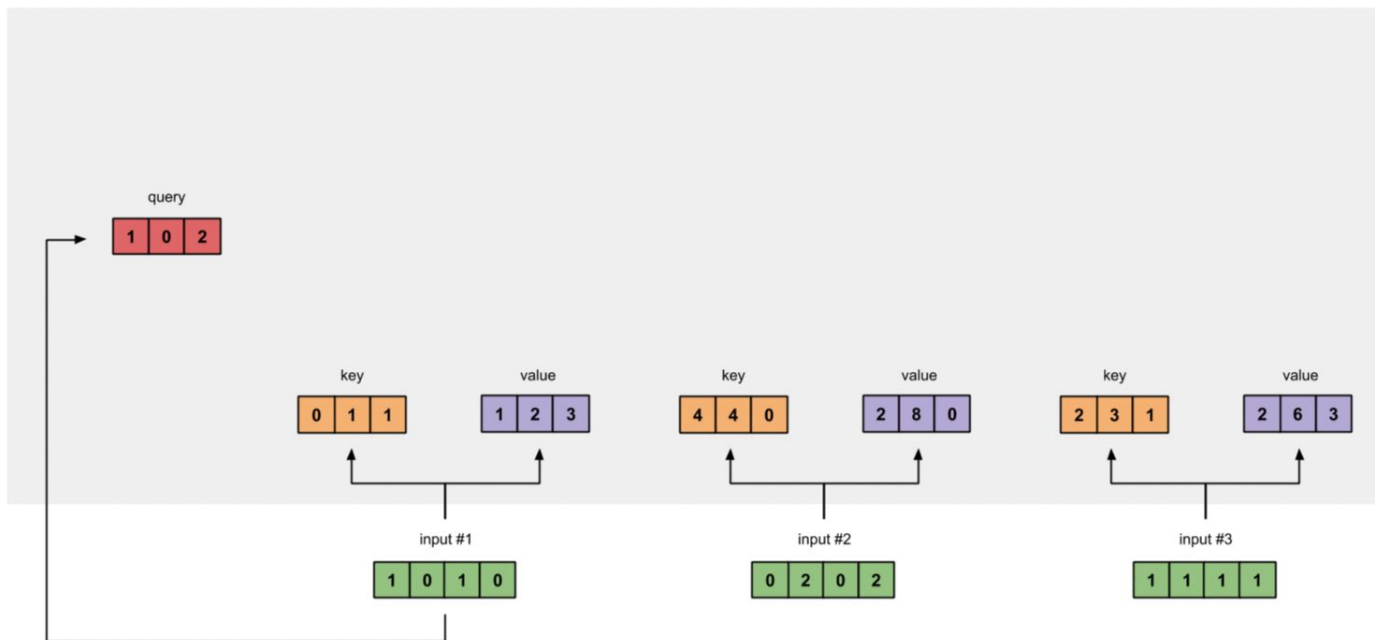 query
1 0 2
key value key value key value
0 1 1 1 2 3 4 4 0 2 8 0 2 3 1 2 6 3
input #1 input #2 input #3
1 0 1 0 0 2 0 2 1 1 1 1